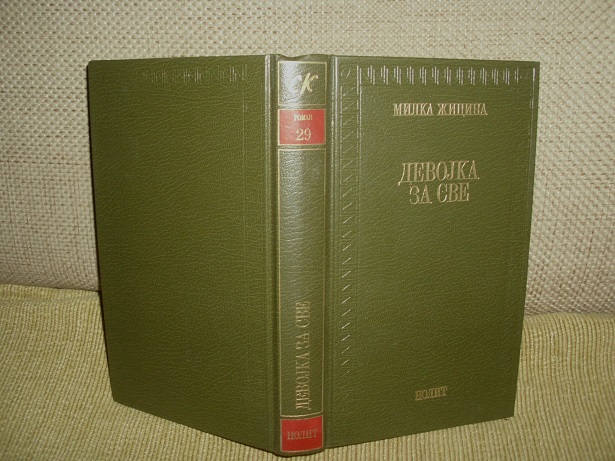 СК
РОМАН
29
ДЕВОЈКА ЗА СВЕ
НОЛИТ
МИЛКА ЖИЦИНА
ДЕВОЈКА
ЗА СВЕ
НОЛИТ